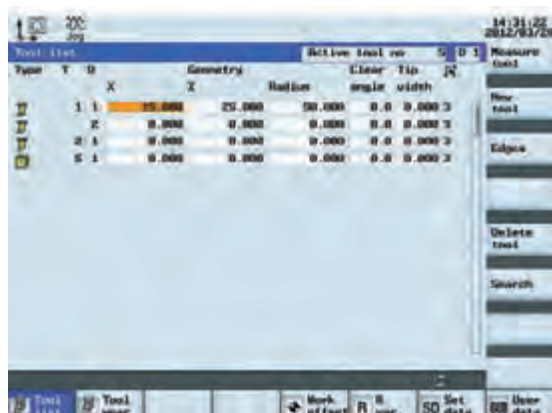 14:31:22
2012/03/29
Jog
Tool list Active tool no 5 D 1
Type T D Geometry Clear Tip
X Z Radius angle width
1 1 15.000 25.000 50.000 0.0 0.000 3
2 0.000 0.000 0.000 0.0 0.000 3
2 1 0.000 0.000 0.000 0.0 0.000 3
5 1 0.000 0.000 0.000 0.0 0.000 3
Measure
tool
New
tool
Edges
Delete
tool
Search
Tool
list
Tool
wear
Work
offset
R R
var
SD Set
data
User
data